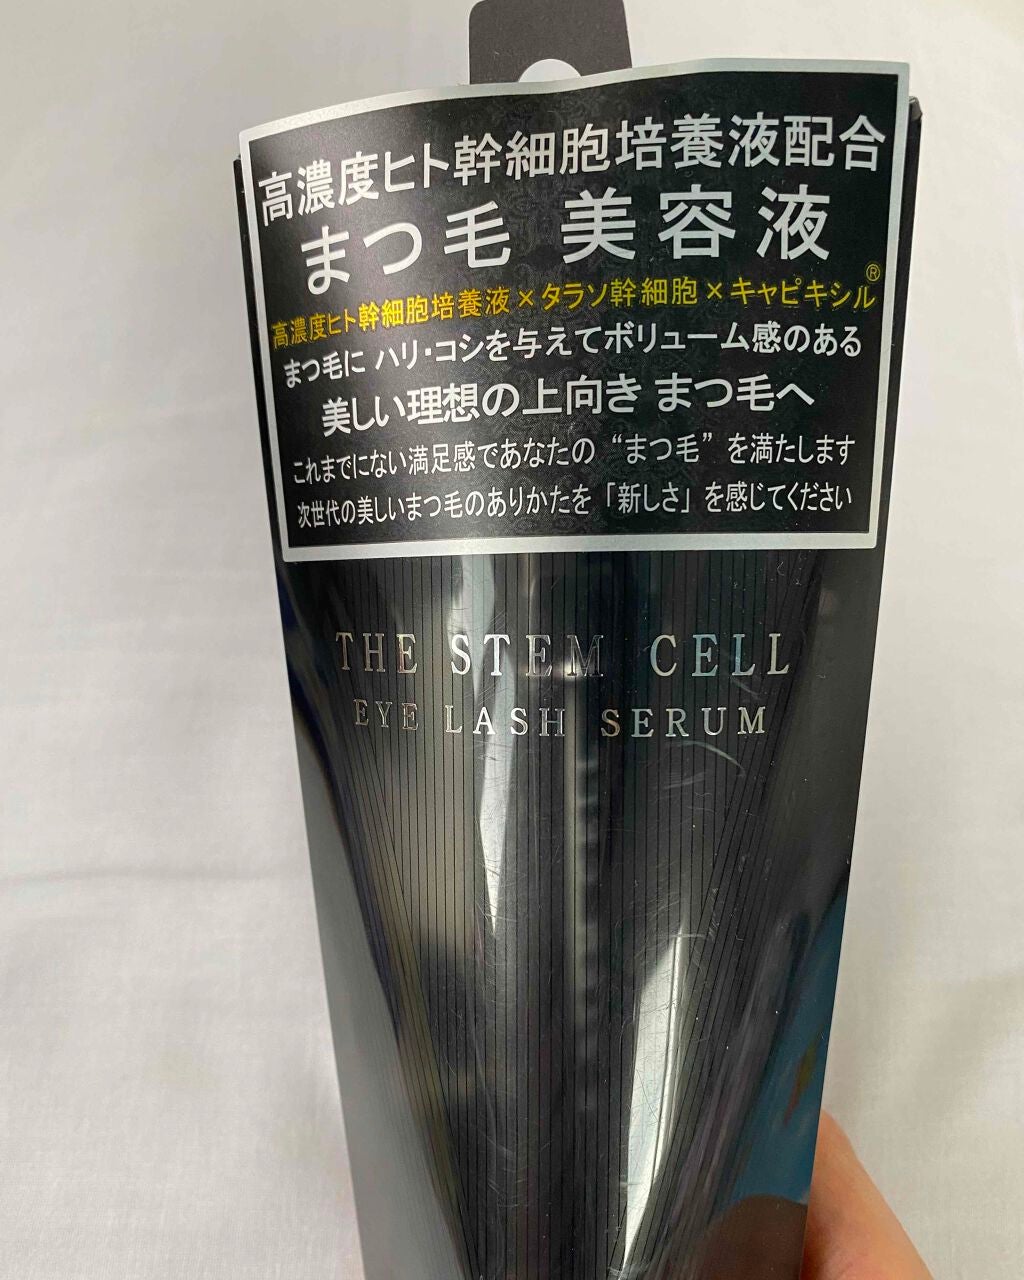 高濃度ヒト幹細胞培養液配合
まつ毛 美容液
高濃度ヒト幹細胞培養液×タラソ幹細胞×キャピキシル®
まつ毛に ハリ・コシを与えてボリューム感のある
美しい理想の上向き まつ毛へ
これまでにない満足感であなたの “まつ毛” を満たします
次世代の美しいまつ毛のありかたを「新しさ」を感じてください
THE STEM CELL
EYE LASH SERUM